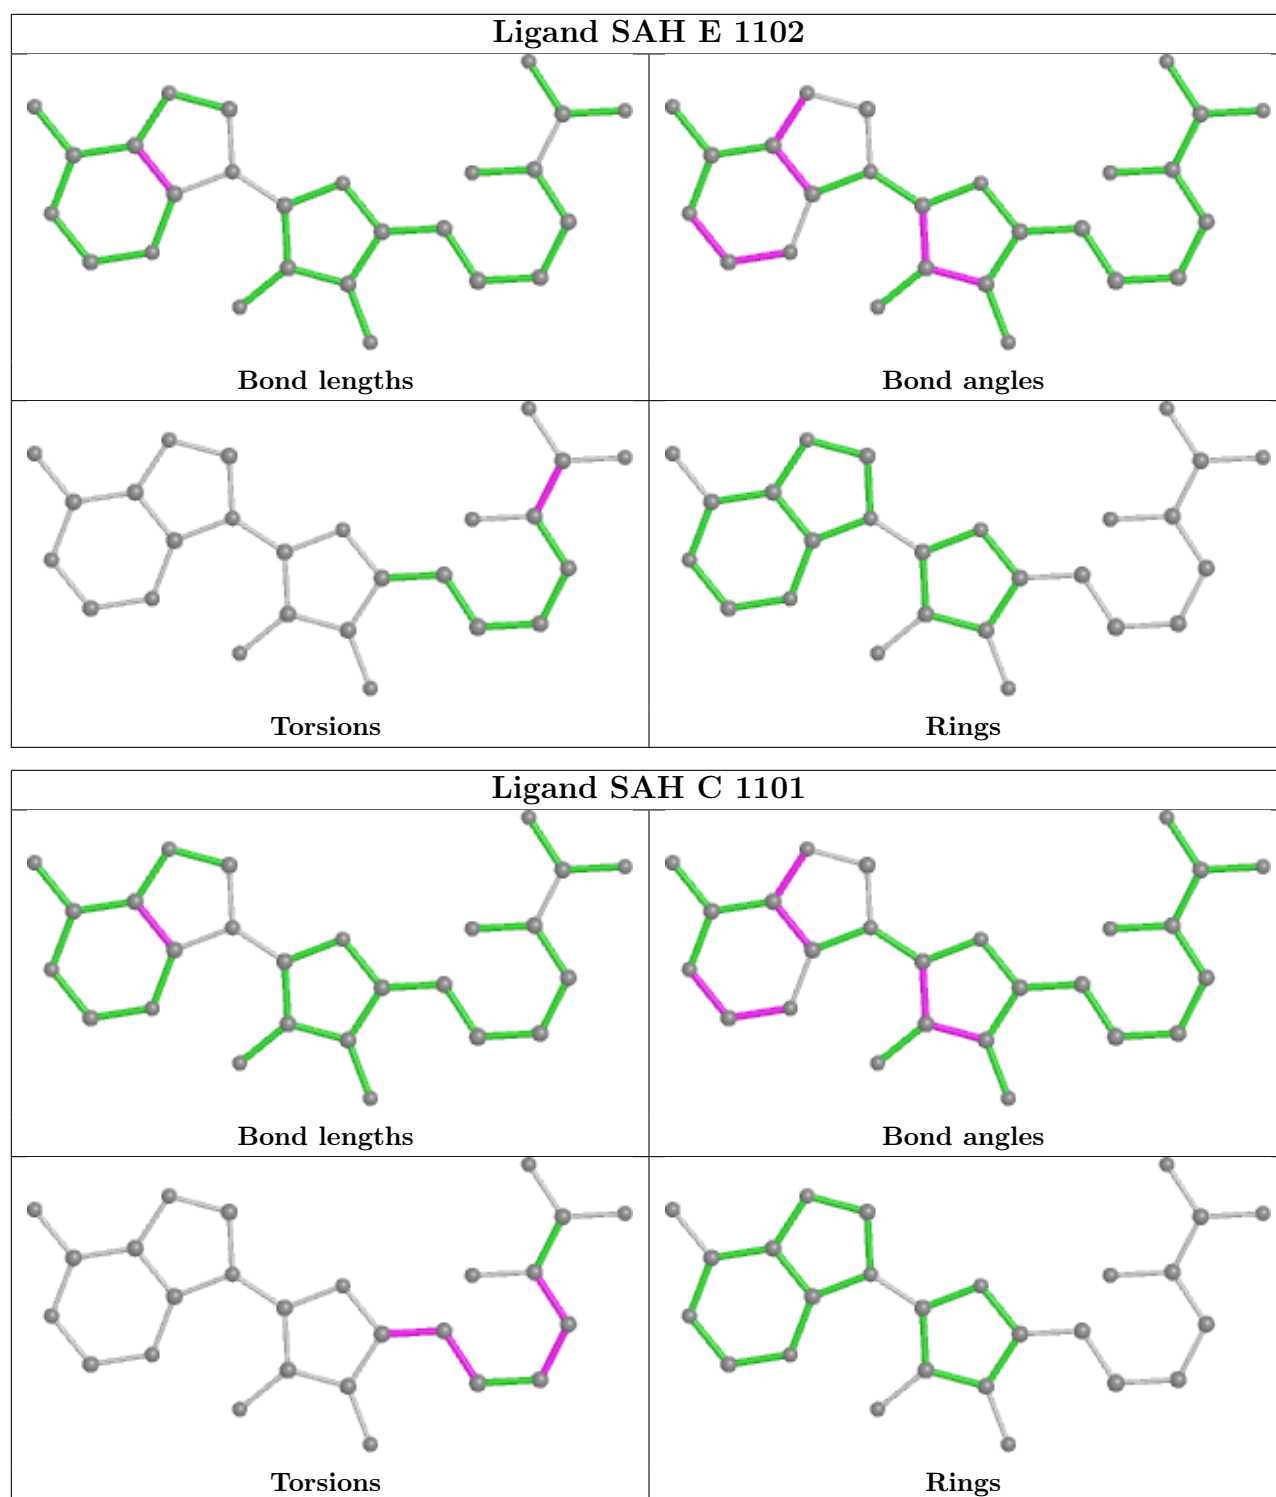 Ligand SAH E 1102
Bond lengths
Bond angles
Torsions
Rings
Ligand SAH C 1101
Bond lengths
Bond angles
Torsions
Rings